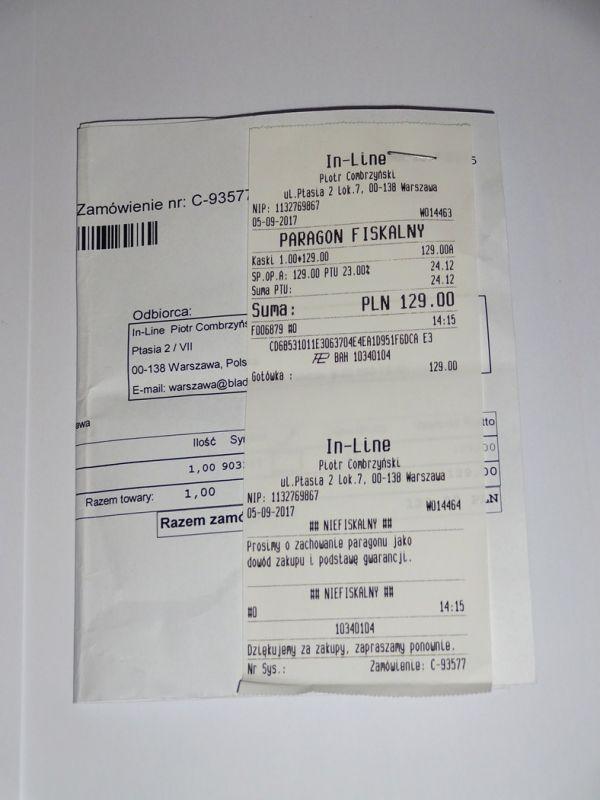 5
Zamówienie nr: C-93577
Odbiorca:
In-Line Piotr Combrzyńs
Ptasia 2 / VII
00-138 Warszawa, Pols
E-mail: warszawa@blad
awa
Ilość
1,00
Razem towary: 1,00
Razem zamó
In-Line
Piotr Combrzyński
ul.Ptasia 2 Lok.7, 00-138 Warszawa
NIP: 1132769867
05-09-2017 W014463
PARAGON FISKALNY
Kaski 1.00*129.00 129.00A
SP.OP.A: 129.00 PTU 23.00% 24.12
Suma PTU: 24.12
Suma: PLN 129.00
F006879 #0 14:15
CD6B531D11E3063704E4EA1D951F6DCA E3
BAH 10340104
Gotówka : 129.00
In-Line
Piotr Combrzyński
ul.Ptasia 2 Lok.7, 00-138 Warszawa
NIP: 1132769867
05-09-2017 W014464
## NIEFISKALNY ##
Prosimy o zachowanie paragonu jako
dowód zakupu i podstawę gwarancji.
## NIEFISKALNY ##
#0 14:15
10340104
Dziękujemy za zakupy, zapraszamy ponownie.
Nr Sys.: Zamówienie: C-93577